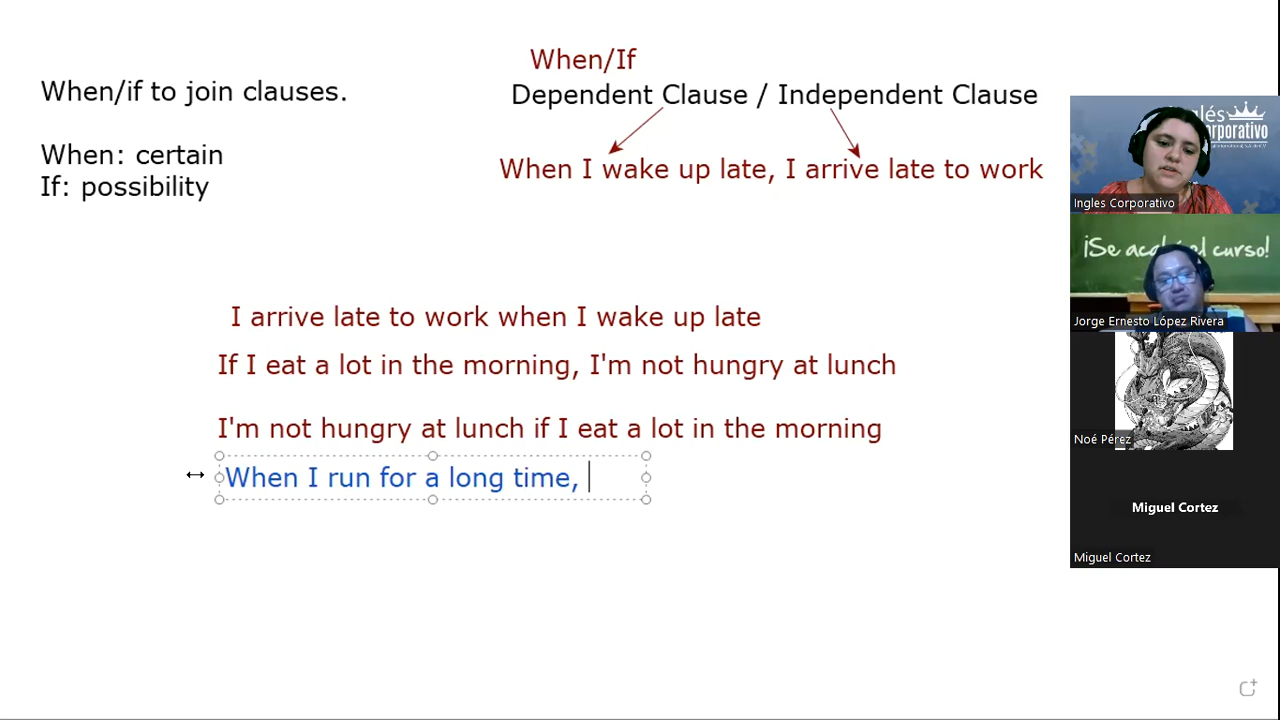 When/if to join clauses.
When: certain
If: possibility
When/If
Dependent Clause / Independent Clause
When I wake up late, I arrive late to work
I arrive late to work when I wake up late
If I eat a lot in the morning, I'm not hungry at lunch
I'm not hungry at lunch if I eat a lot in the morning
When I run for a long time,
Ingles Corporativo
Jorge Ernesto López Rivera
Noé Pérez
Miguel Cortez
Miguel Cortez